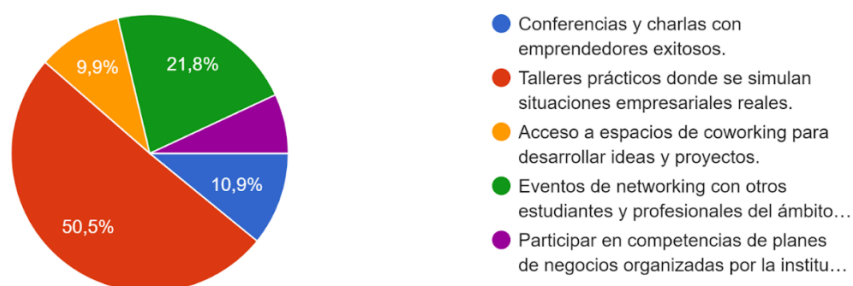 9,9%
21,8%
10,9%
50,5%
Conferencias y charlas con
emprendedores exitosos.
Talleres prácticos donde se simulan
situaciones empresariales reales.
Acceso a espacios de coworking para
desarrollar ideas y proyectos.
Eventos de networking con otros
estudiantes y profesionales del ámbito…
Participar en competencias de planes
de negocios organizadas por la institu…